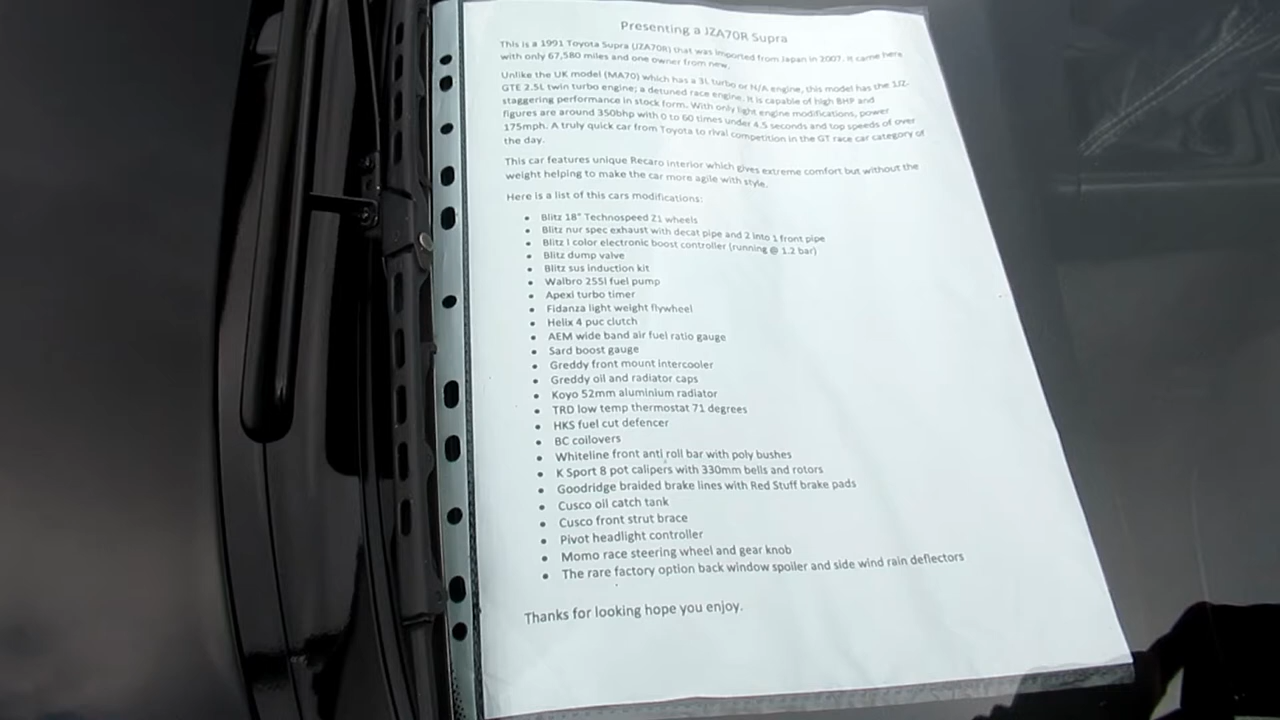 Presenting a JZA70R Supra
This is a 1991 Toyota Supra (JZA70R) that was imported from Japan in 2007. It came here
with only 67,580 miles and one owner from new.
Unlike the UK model (MA70) which has a 3L turbo or N/A engine, this model has the 1JZ-
GTE 2.5L twin turbo engine; a detuned race engine. It is capable of high BHP and
staggering performance in stock form. With only light engine modifications, power
figures are around 350bhp with 0 to 60 times under 4.5 seconds and top speeds of over
175mph. A truly quick car from Toyota to rival competition in the GT race car category of
the day.
This car features unique Recaro interior which gives extreme comfort but without the
weight helping to make the car more agile with style.
Here is a list of this cars modifications:
• Blitz 18" Technospeed Z1 wheels
• Blitz nur spec exhaust with decat pipe and 2 into 1 front pipe
• Blitz I color electronic boost controller (running @ 1.2 bar)
• Blitz dump valve
• Blitz sus induction kit
• Walbro 255l fuel pump
• Apexi turbo timer
• Fidanza light weight flywheel
• Helix 4 puc clutch
• AEM wide band air fuel ratio gauge
• Sard boost gauge
• Greddy front mount intercooler
• Greddy oil and radiator caps
• Koyo 52mm aluminium radiator
• TRD low temp thermostat 71 degrees
• HKS fuel cut defencer
• BC coilovers
• Whiteline front anti roll bar with poly bushes
• K Sport 8 pot calipers with 330mm bells and rotors
• Goodridge braided brake lines with Red Stuff brake pads
• Cusco oil catch tank
• Cusco front strut brace
• Pivot headlight controller
• Momo race steering wheel and gear knob
• The rare factory option back window spoiler and side wind rain deflectors
Thanks for looking hope you enjoy.